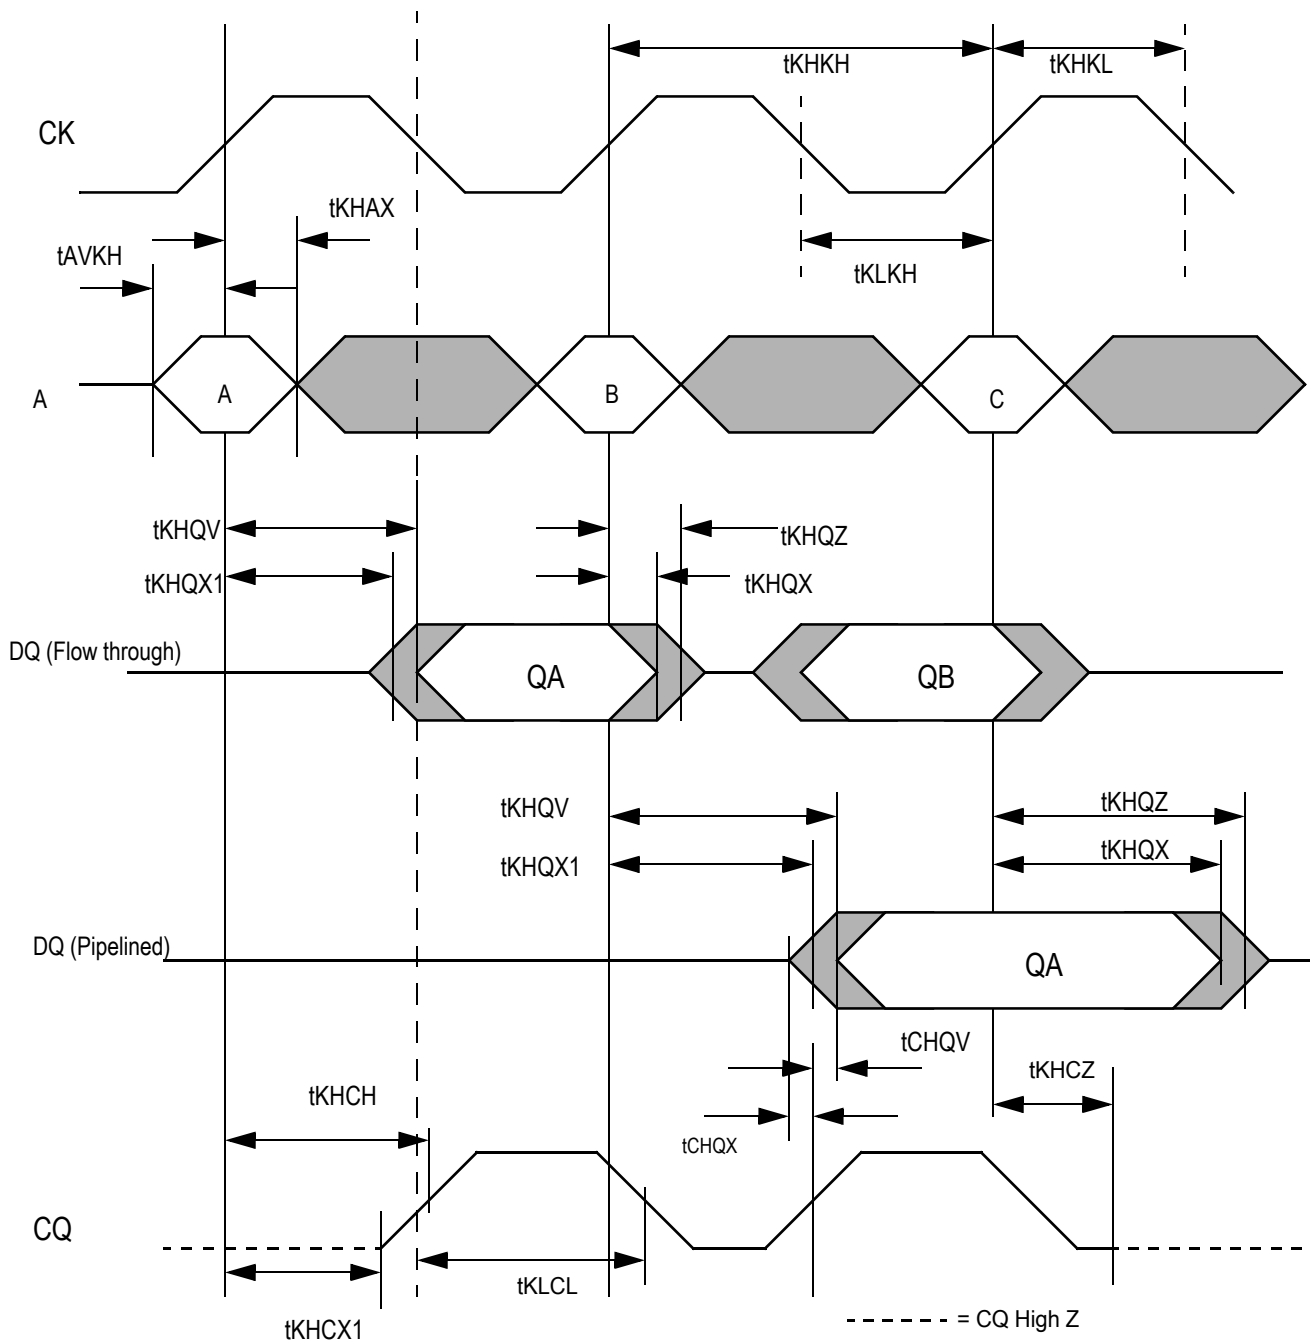 tKHKH
tKHKL
CK
tKHAX
tAVKH
tKLKH
A
A
B
C
tKHQV
tKHQZ
tKHQX1
tKHQX
DQ (Flow through)
QA
QB
tKHQV
tKHQZ
tKHQX1
tKHQX
DQ (Pipelined)
QA
tCHQV
tKHCH
tKHCZ
tCHQX
CQ
tKLCL
tKHCX1
= CQ High Z